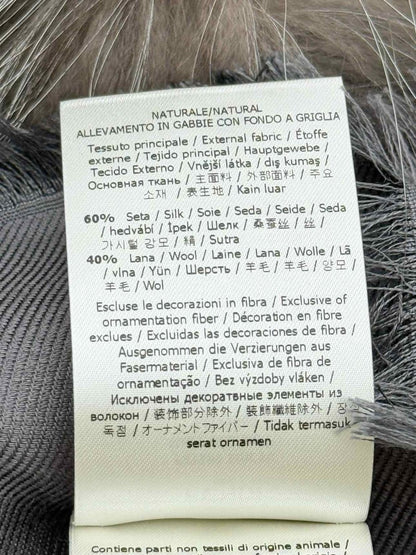 NATURALE/NATURAL
ALLEVAMENTO IN GABBIE CON FONDO A GRIGLIA
Tessuto principale / External fabric / Étoffe
externe / Tejido principal / Hauptgewebe /
Tecido Externo / Vnější látka / dış kumaş /
Основная ткань / 主面料 / 外部面料 / 주요
소재 / 表生地 / Kain luar
60% Seta / Silk / Soie / Seda / Seide / Seda
/ hedvábí / İpek / Шелк / 桑蚕丝 / 丝 /
가시털 강모 / 絹 / Sutra
40% Lana / Wool / Laine / Lana / Wolle / Lã
/ vlna / Yün / Шерсть / 羊毛 / 羊毛 / 양모 /
/ 羊毛 / Wol
Escluse le decorazioni in fibra / Exclusive of
ornamentation fiber / Décoration en fibre
exclues / Excluidas las decoraciones de fibra /
Ausgenommen die Verzierungen aus
Fasermaterial / Exclusiva de fibra de
ornamentação / Bez výzdoby vláken /
Исключены декоратвные элементы из
волокон / 装饰部分除外 / 裝飾纖維除外 /
독점 / オーナメントファイバー / Tidak termasuk
serat ornamen
Contiene parti non tessili di origine animale /